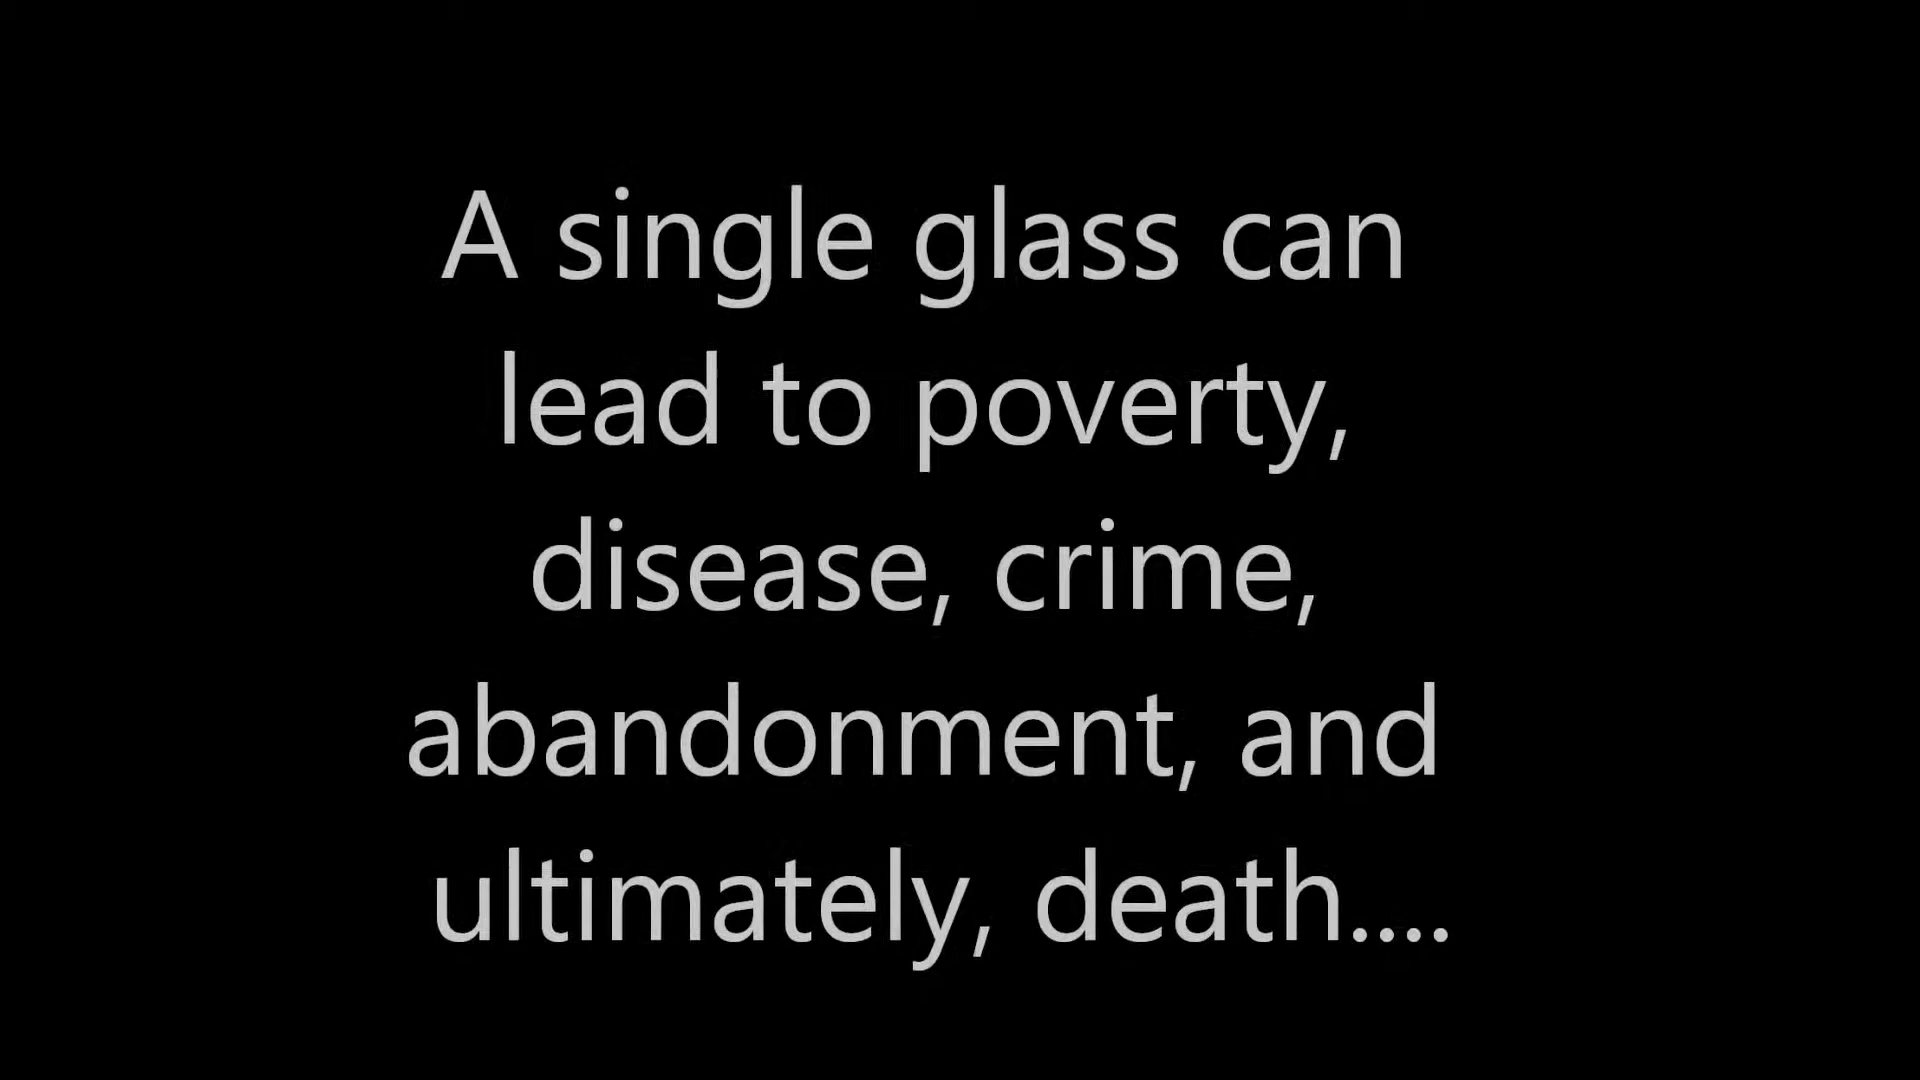 A single glass can
lead to poverty,
disease, crime,
abandonment, and
ultimately, death....